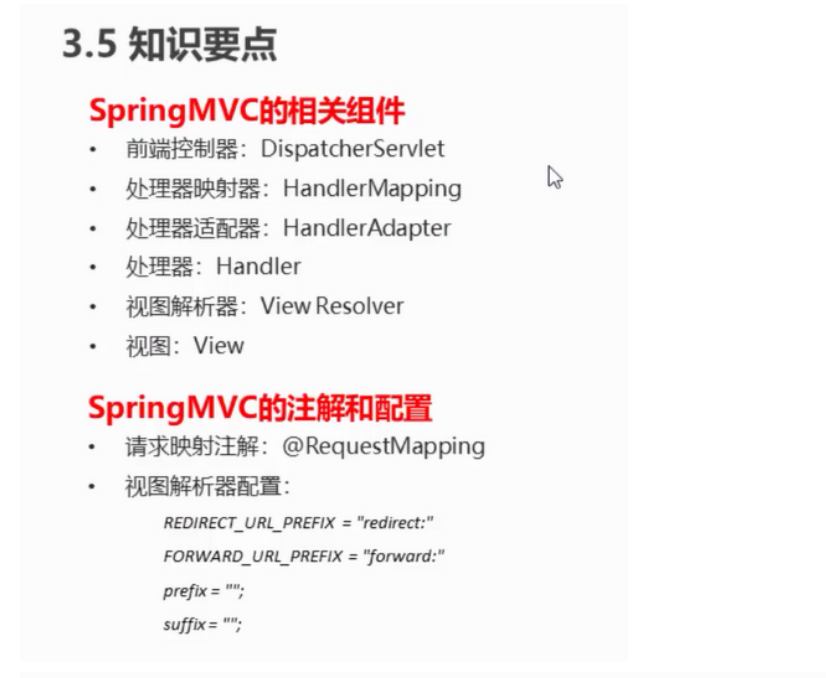 3.5 知识要点
SpringMVC的相关组件
• 前端控制器：DispatcherServlet
• 处理器映射器：HandlerMapping
• 处理器适配器：HandlerAdapter
• 处理器：Handler
• 视图解析器：View Resolver
• 视图：View
SpringMVC的注解和配置
• 请求映射注解：@RequestMapping
• 视图解析器配置：
REDIRECT_URL_PREFIX = "redirect:"
FORWARD_URL_PREFIX = "forward:"
prefix = "";
suffix = "";